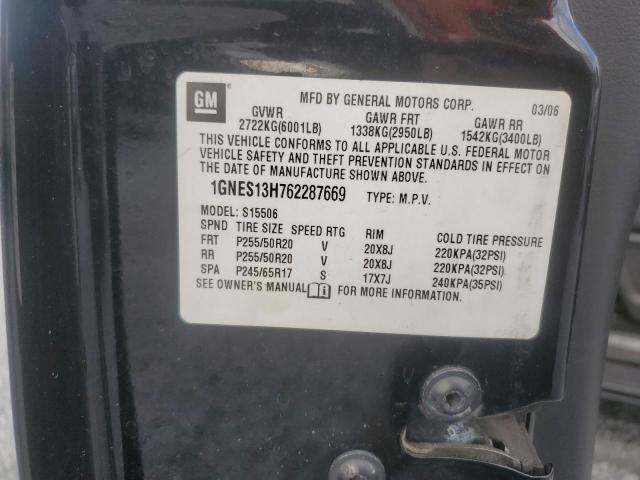 GM
MFD BY GENERAL MOTORS CORP. 03/06
GVWR GAWR FRT GAWR RR
2722KG(6001LB) 1338KG(2950LB) 1542KG(3400LB)
THIS VEHICLE CONFORMS TO ALL APPLICABLE U.S. FEDERAL MOTOR
VEHICLE SAFETY AND THEFT PREVENTION STANDARDS IN EFFECT ON
THE DATE OF MANUFACTURE SHOWN ABOVE.
1GNES13H762287669 TYPE: M.P.V.
MODEL: S15506
SPND TIRE SIZE SPEED RTG RIM COLD TIRE PRESSURE
FRT P255/50R20 V 20X8J 220KPA(32PSI)
RR P255/50R20 V 20X8J 220KPA(32PSI)
SPA P245/65R17 S 17X7J 240KPA(35PSI)
SEE OWNER'S MANUAL FOR MORE INFORMATION.